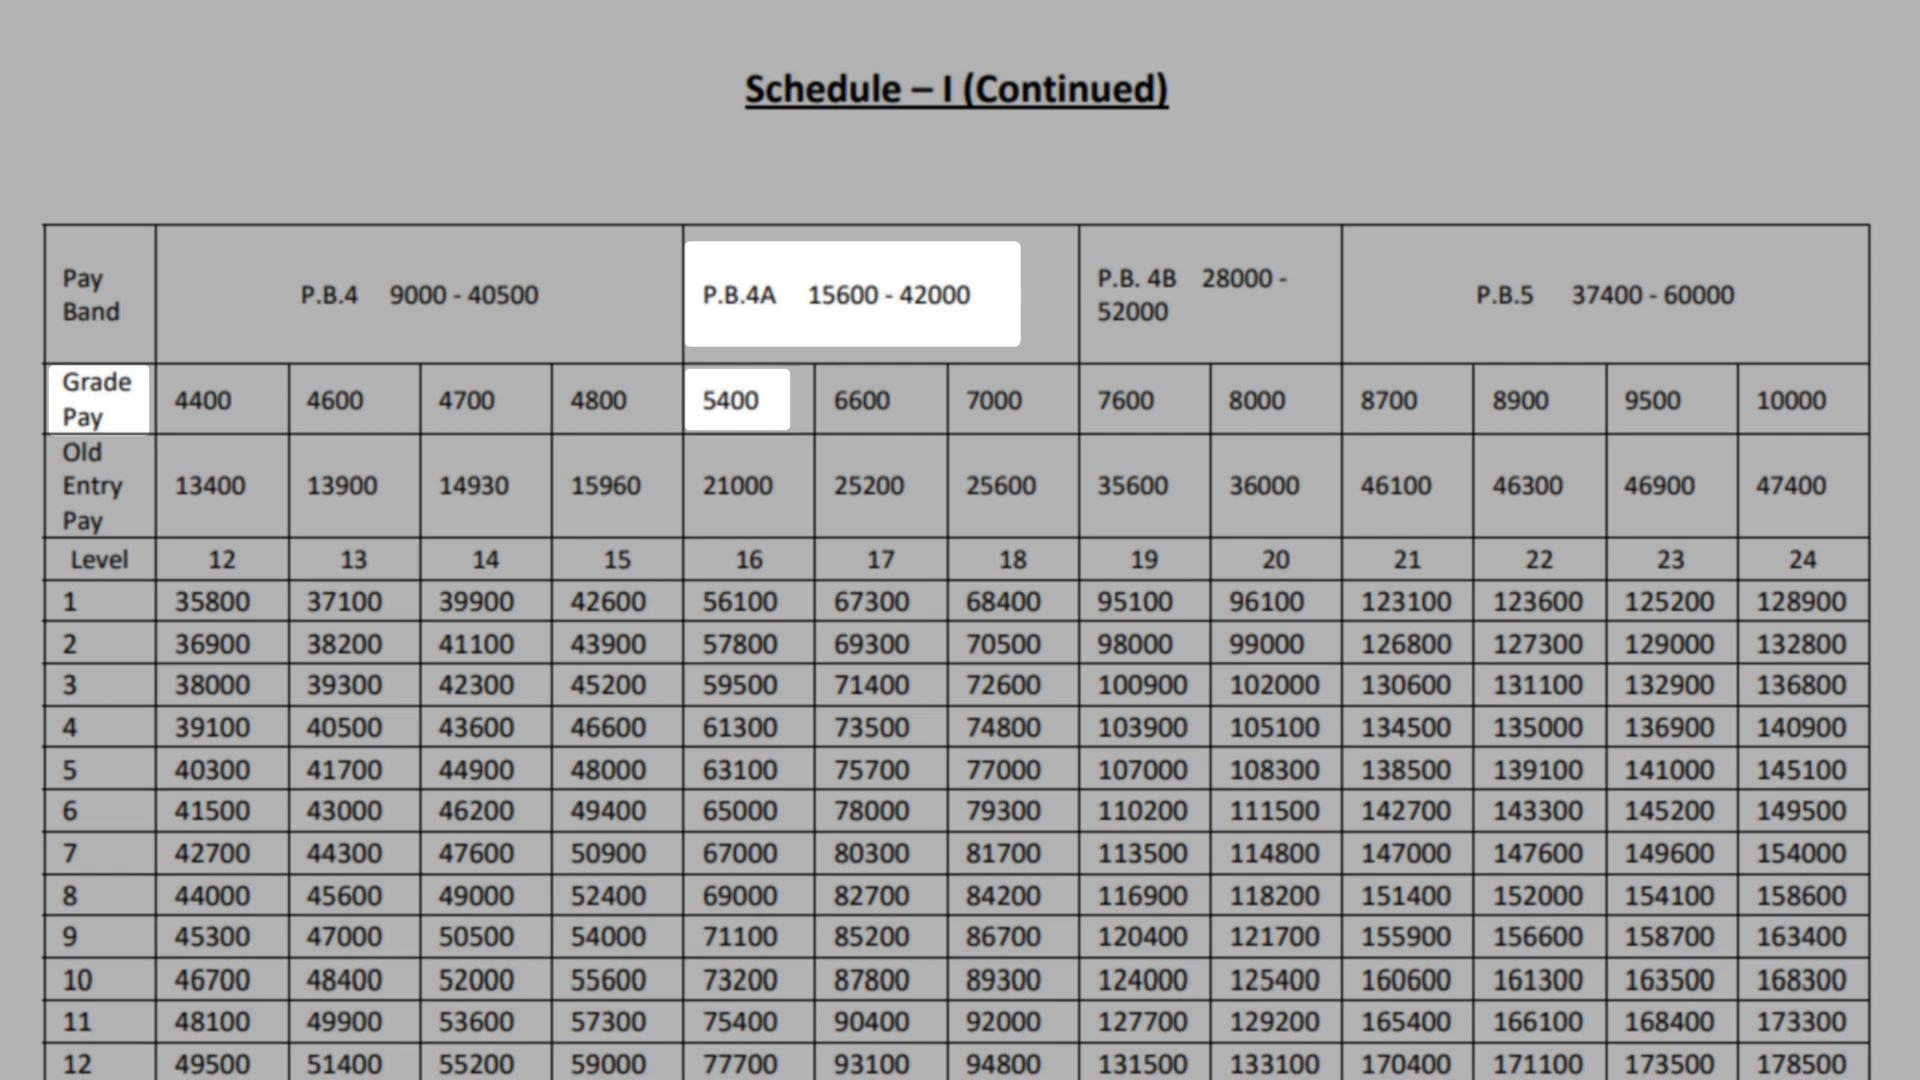 Schedule – I (Continued)
Pay Band P.B.4 9000 - 40500 P.B.4A 15600 - 42000 P.B. 4B 28000 - 52000 P.B.5 37400 - 60000
Grade Pay 4400 4600 4700 4800 5400 6600 7000 7600 8000 8700 8900 9500 10000
Old Entry Pay 13400 13900 14930 15960 21000 25200 25600 35600 36000 46100 46300 46900 47400
Level 12 13 14 15 16 17 18 19 20 21 22 23 24
1 35800 37100 39900 42600 56100 67300 68400 95100 96100 123100 123600 125200 128900
2 36900 38200 41100 43900 57800 69300 70500 98000 99000 126800 127300 129000 132800
3 38000 39300 42300 45200 59500 71400 72600 100900 102000 130600 131100 132900 136800
4 39100 40500 43600 46600 61300 73500 74800 103900 105100 134500 135000 136900 140900
5 40300 41700 44900 48000 63100 75700 77000 107000 108300 138500 139100 141000 145100
6 41500 43000 46200 49400 65000 78000 79300 110200 111500 142700 143300 145200 149500
7 42700 44300 47600 50900 67000 80300 81700 113500 114800 147000 147600 149600 154000
8 44000 45600 49000 52400 69000 82700 84200 116900 118200 151400 152000 154100 158600
9 45300 47000 50500 54000 71100 85200 86700 120400 121700 155900 156600 158700 163400
10 46700 48400 52000 55600 73200 87800 89300 124000 125400 160600 161300 163500 168300
11 48100 49900 53600 57300 75400 90400 92000 127700 129200 165400 166100 168400 173300
12 49500 51400 55200 59000 77700 93100 94800 131500 133100 170400 171100 173500 178500